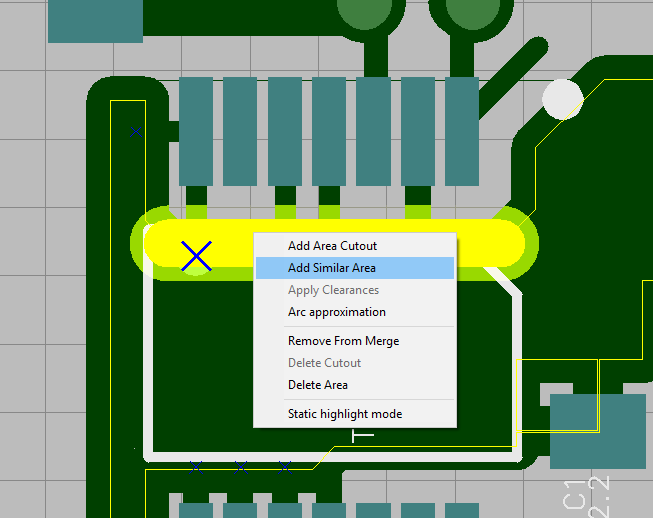 Add Area Cutout
Add Similar Area
Apply Clearances
Arc approximation
Remove From Merge
Delete Cutout
Delete Area
Static highlight mode
C1
2.2